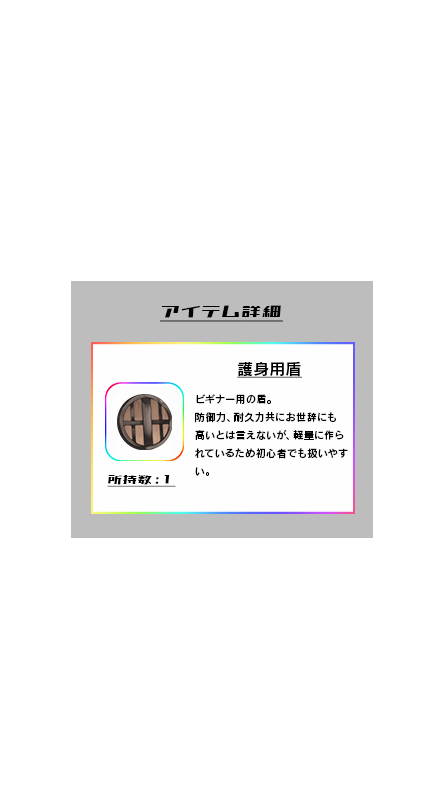 アイテム詳細
護身用盾
ビギナー用の盾。
防御力、耐久力共にお世辞にも
高いとは言えないが、軽量に作ら
れているため初心者でも扱いやす
い。
所持数：1